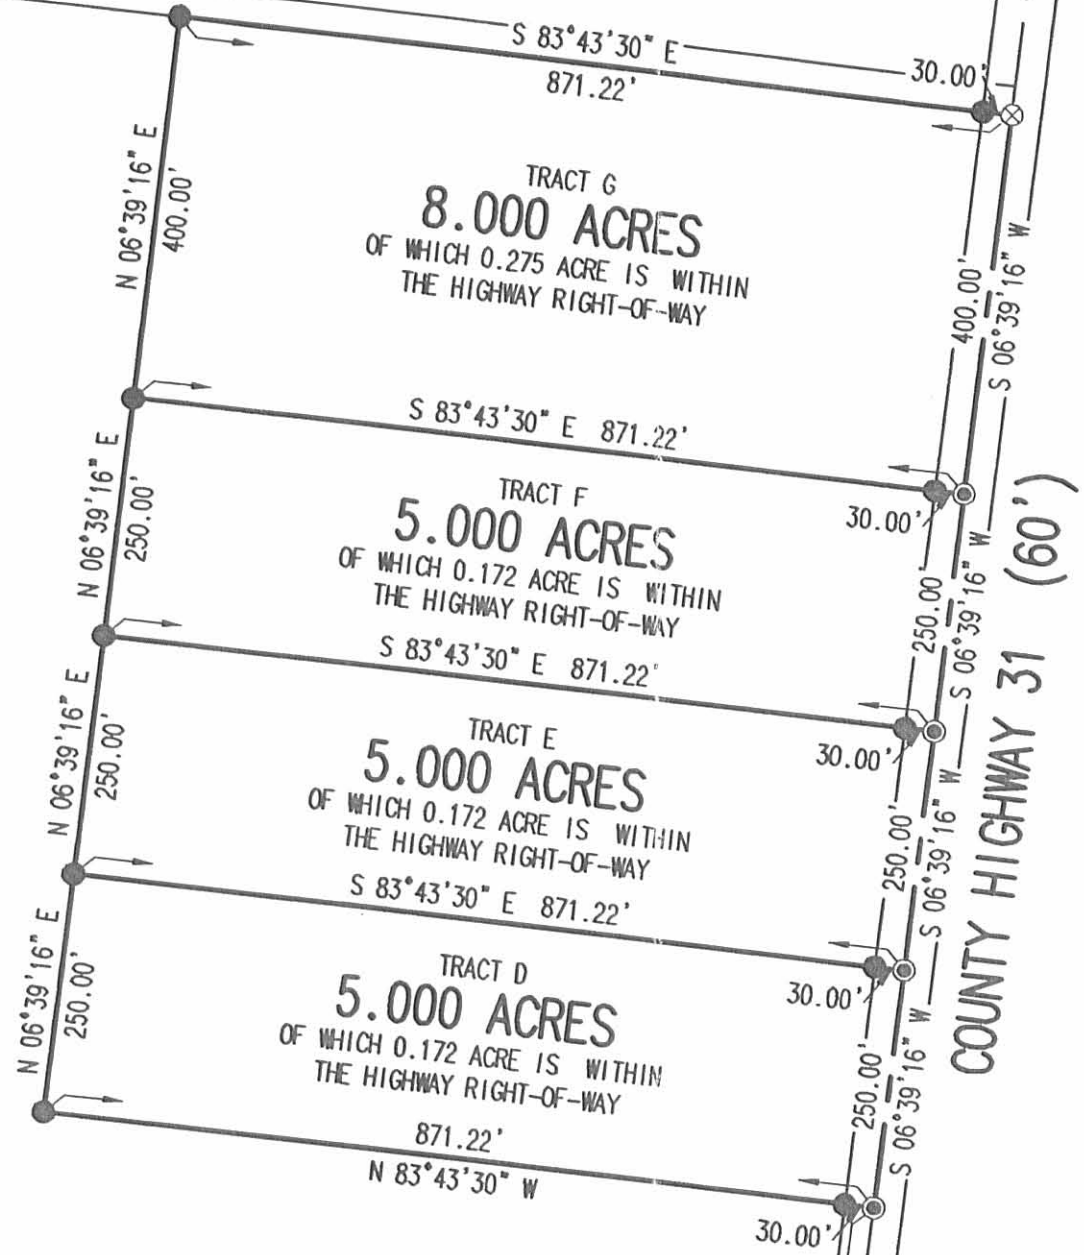 S 83°43'30" E
871.22'
30.00'
N 06°39'16" E
400.00'
TRACT G
8.000 ACRES
OF WHICH 0.275 ACRE IS WITHIN
THE HIGHWAY RIGHT-OF-WAY
400.00'
S 06°39'16" W
S 83°43'30" E 871.22'
30.00'
N 06°39'16" E
250.00'
TRACT F
5.000 ACRES
OF WHICH 0.172 ACRE IS WITHIN
THE HIGHWAY RIGHT-OF-WAY
250.00'
S 06°39'16" W
S 83°43'30" E 871.22'
30.00'
N 06°39'16" E
250.00'
TRACT E
5.000 ACRES
OF WHICH 0.172 ACRE IS WITHIN
THE HIGHWAY RIGHT-OF-WAY
250.00'
S 06°39'16" W
S 83°43'30" E 871.22'
30.00'
N 06°39'16" E
250.00'
TRACT D
5.000 ACRES
OF WHICH 0.172 ACRE IS WITHIN
THE HIGHWAY RIGHT-OF-WAY
250.00'
S 06°39'16" W
871.22'
N 83°43'30" W
30.00'
COUNTY HIGHWAY 31 (60')